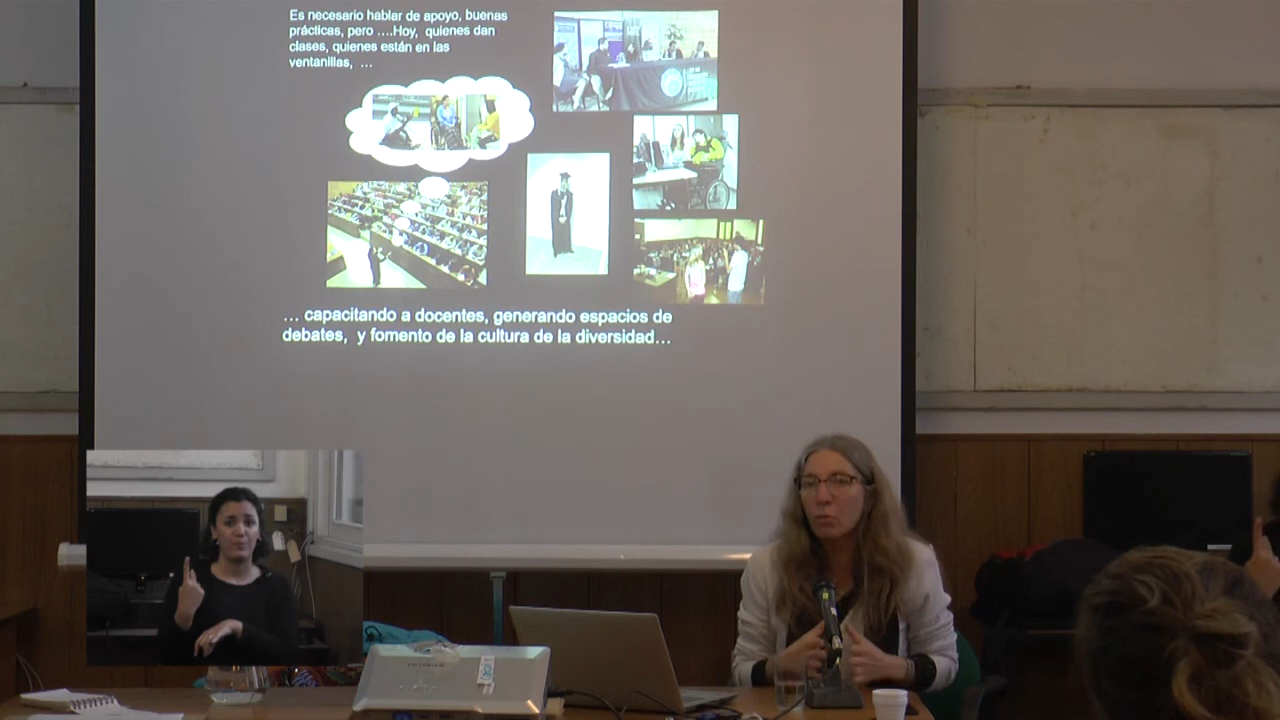 Es necesario hablar de apoyo, buenas
prácticas, pero ....Hoy, quienes dan
clases, quienes están en las
ventanillas, ...
... capacitando a docentes, generando espacios de
debates, y fomento de la cultura de la diversidad...